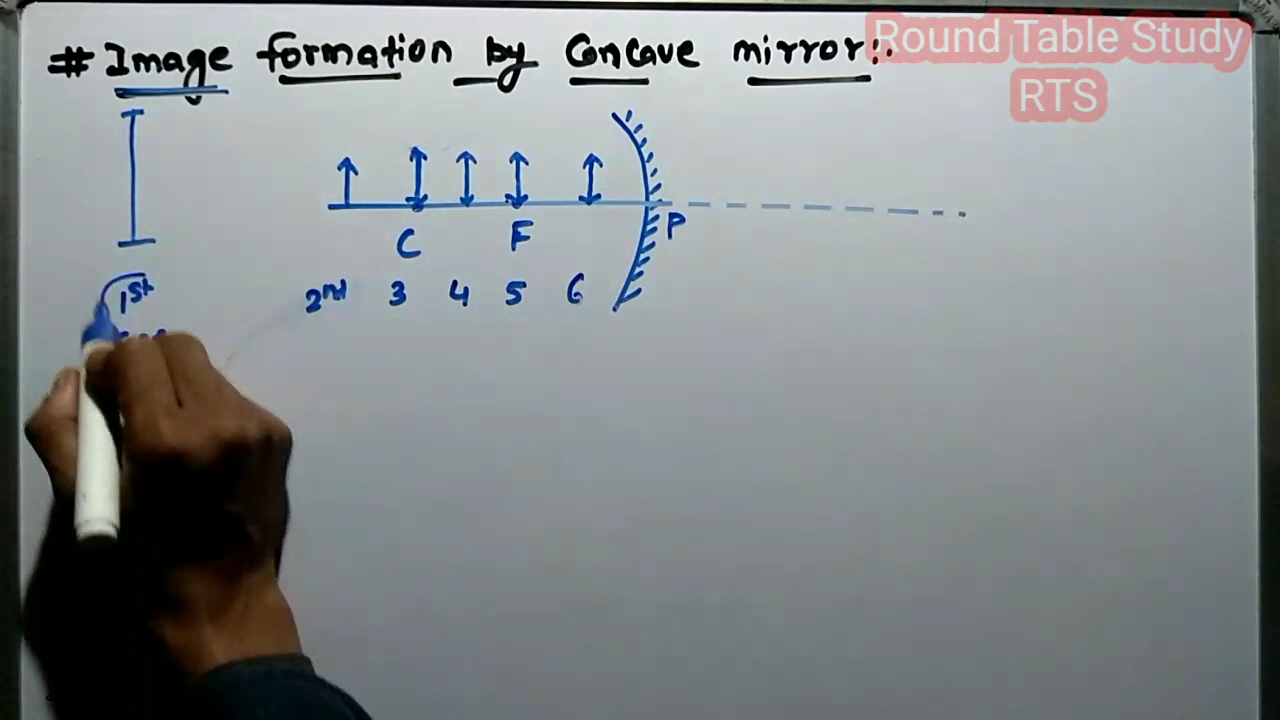 # Image formation by Concave mirror:.
Round Table Study
RTS
C F P
1st 2nd 3 4 5 6